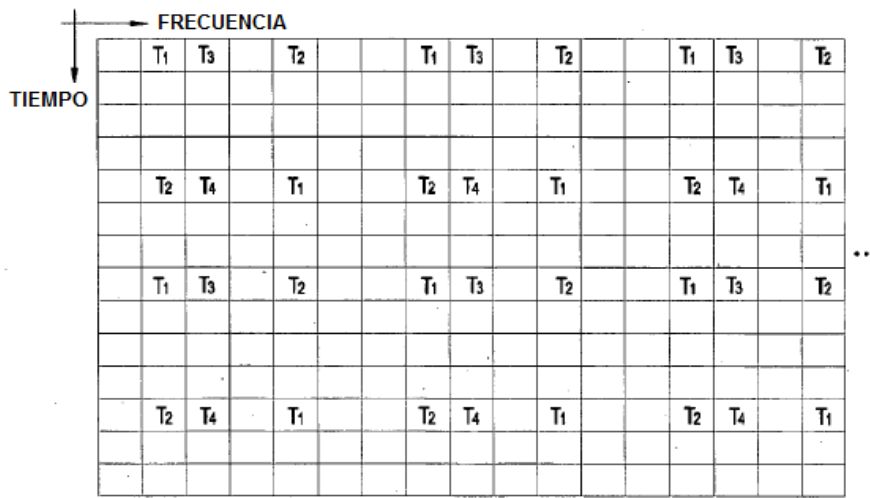 FRECUENCIA
T1 T3 T2 T1 T3 T2 T1 T3 T2
TIEMPO
T2 T4 T1 T2 T4 T1 T2 T4 T1
..
T1 T3 T2 T1 T3 T2 T1 T3 T2
T2 T4 T1 T2 T4 T1 T2 T4 T1